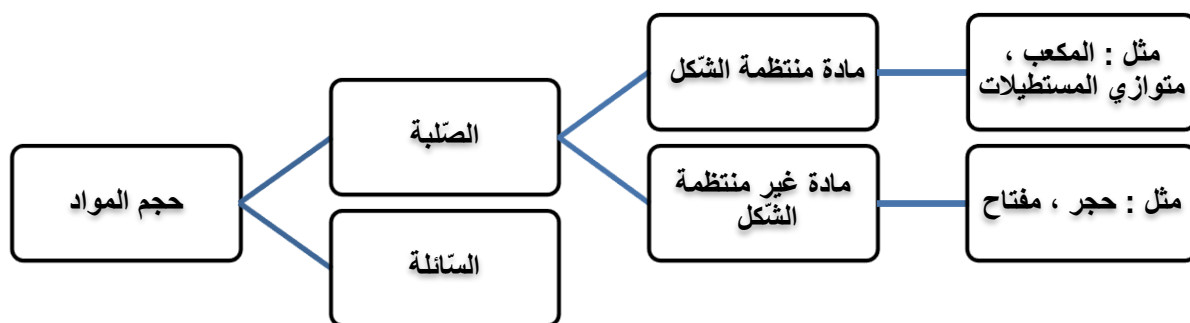 حجم المواد
الصّلبة
السّائلة
مادة منتظمة الشّكل
مادة غير منتظمة
الشّكل
مثل : المكعب ،
متوازي المستطيلات
مثل : حجر ، مفتاح